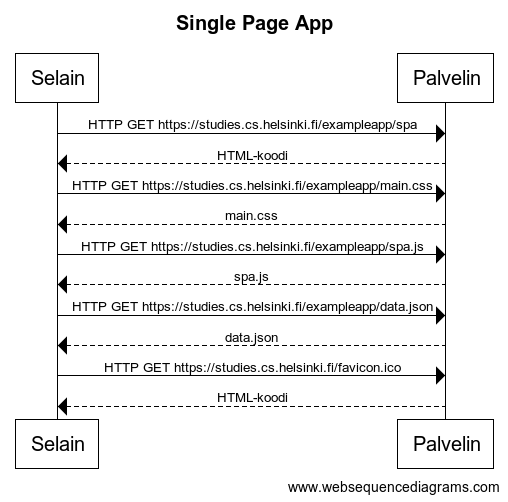 Single Page App
Selain
Palvelin
HTTP GET https://studies.cs.helsinki.fi/exampleapp/spa
HTML-koodi
HTTP GET https://studies.cs.helsinki.fi/exampleapp/main.css
main.css
HTTP GET https://studies.cs.helsinki.fi/exampleapp/spa.js
spa.js
HTTP GET https://studies.cs.helsinki.fi/exampleapp/data.json
data.json
HTTP GET https://studies.cs.helsinki.fi/favicon.ico
HTML-koodi
Selain
Palvelin
www.websequencediagrams.com